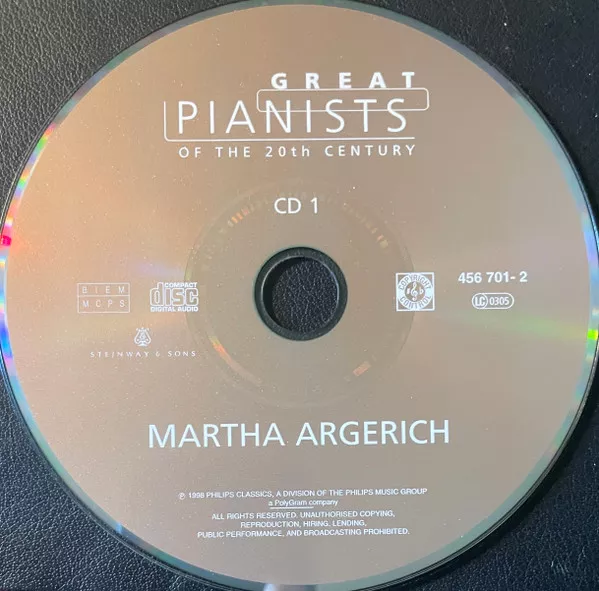 GREAT
PIANISTS
OF THE 20th CENTURY
CD 1
BIEM
MCPS
COMPACT
disc
DIGITAL AUDIO
COPYRIGHT
CONTROL
456 701-2
LC 0305
STEINWAY & SONS
MARTHA ARGERICH
℗ 1998 PHILIPS CLASSICS, A DIVISION OF THE PHILIPS MUSIC GROUP
a PolyGram company
ALL RIGHTS RESERVED. UNAUTHORISED COPYING,
REPRODUCTION, HIRING, LENDING,
PUBLIC PERFORMANCE, AND BROADCASTING PROHIBITED.